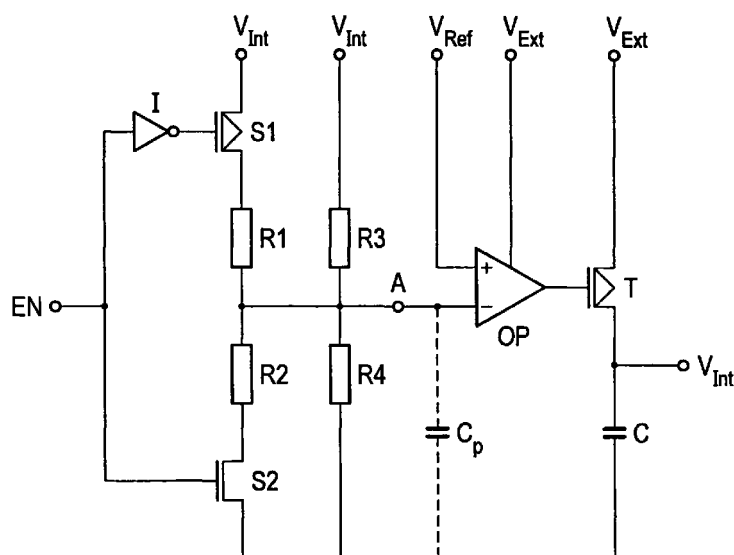 V_Int V_Int V_Ref V_Ext V_Ext
I
S1
R1 R3
A
+
EN − T
OP
V_Int
R2 R4
C_p C
S2